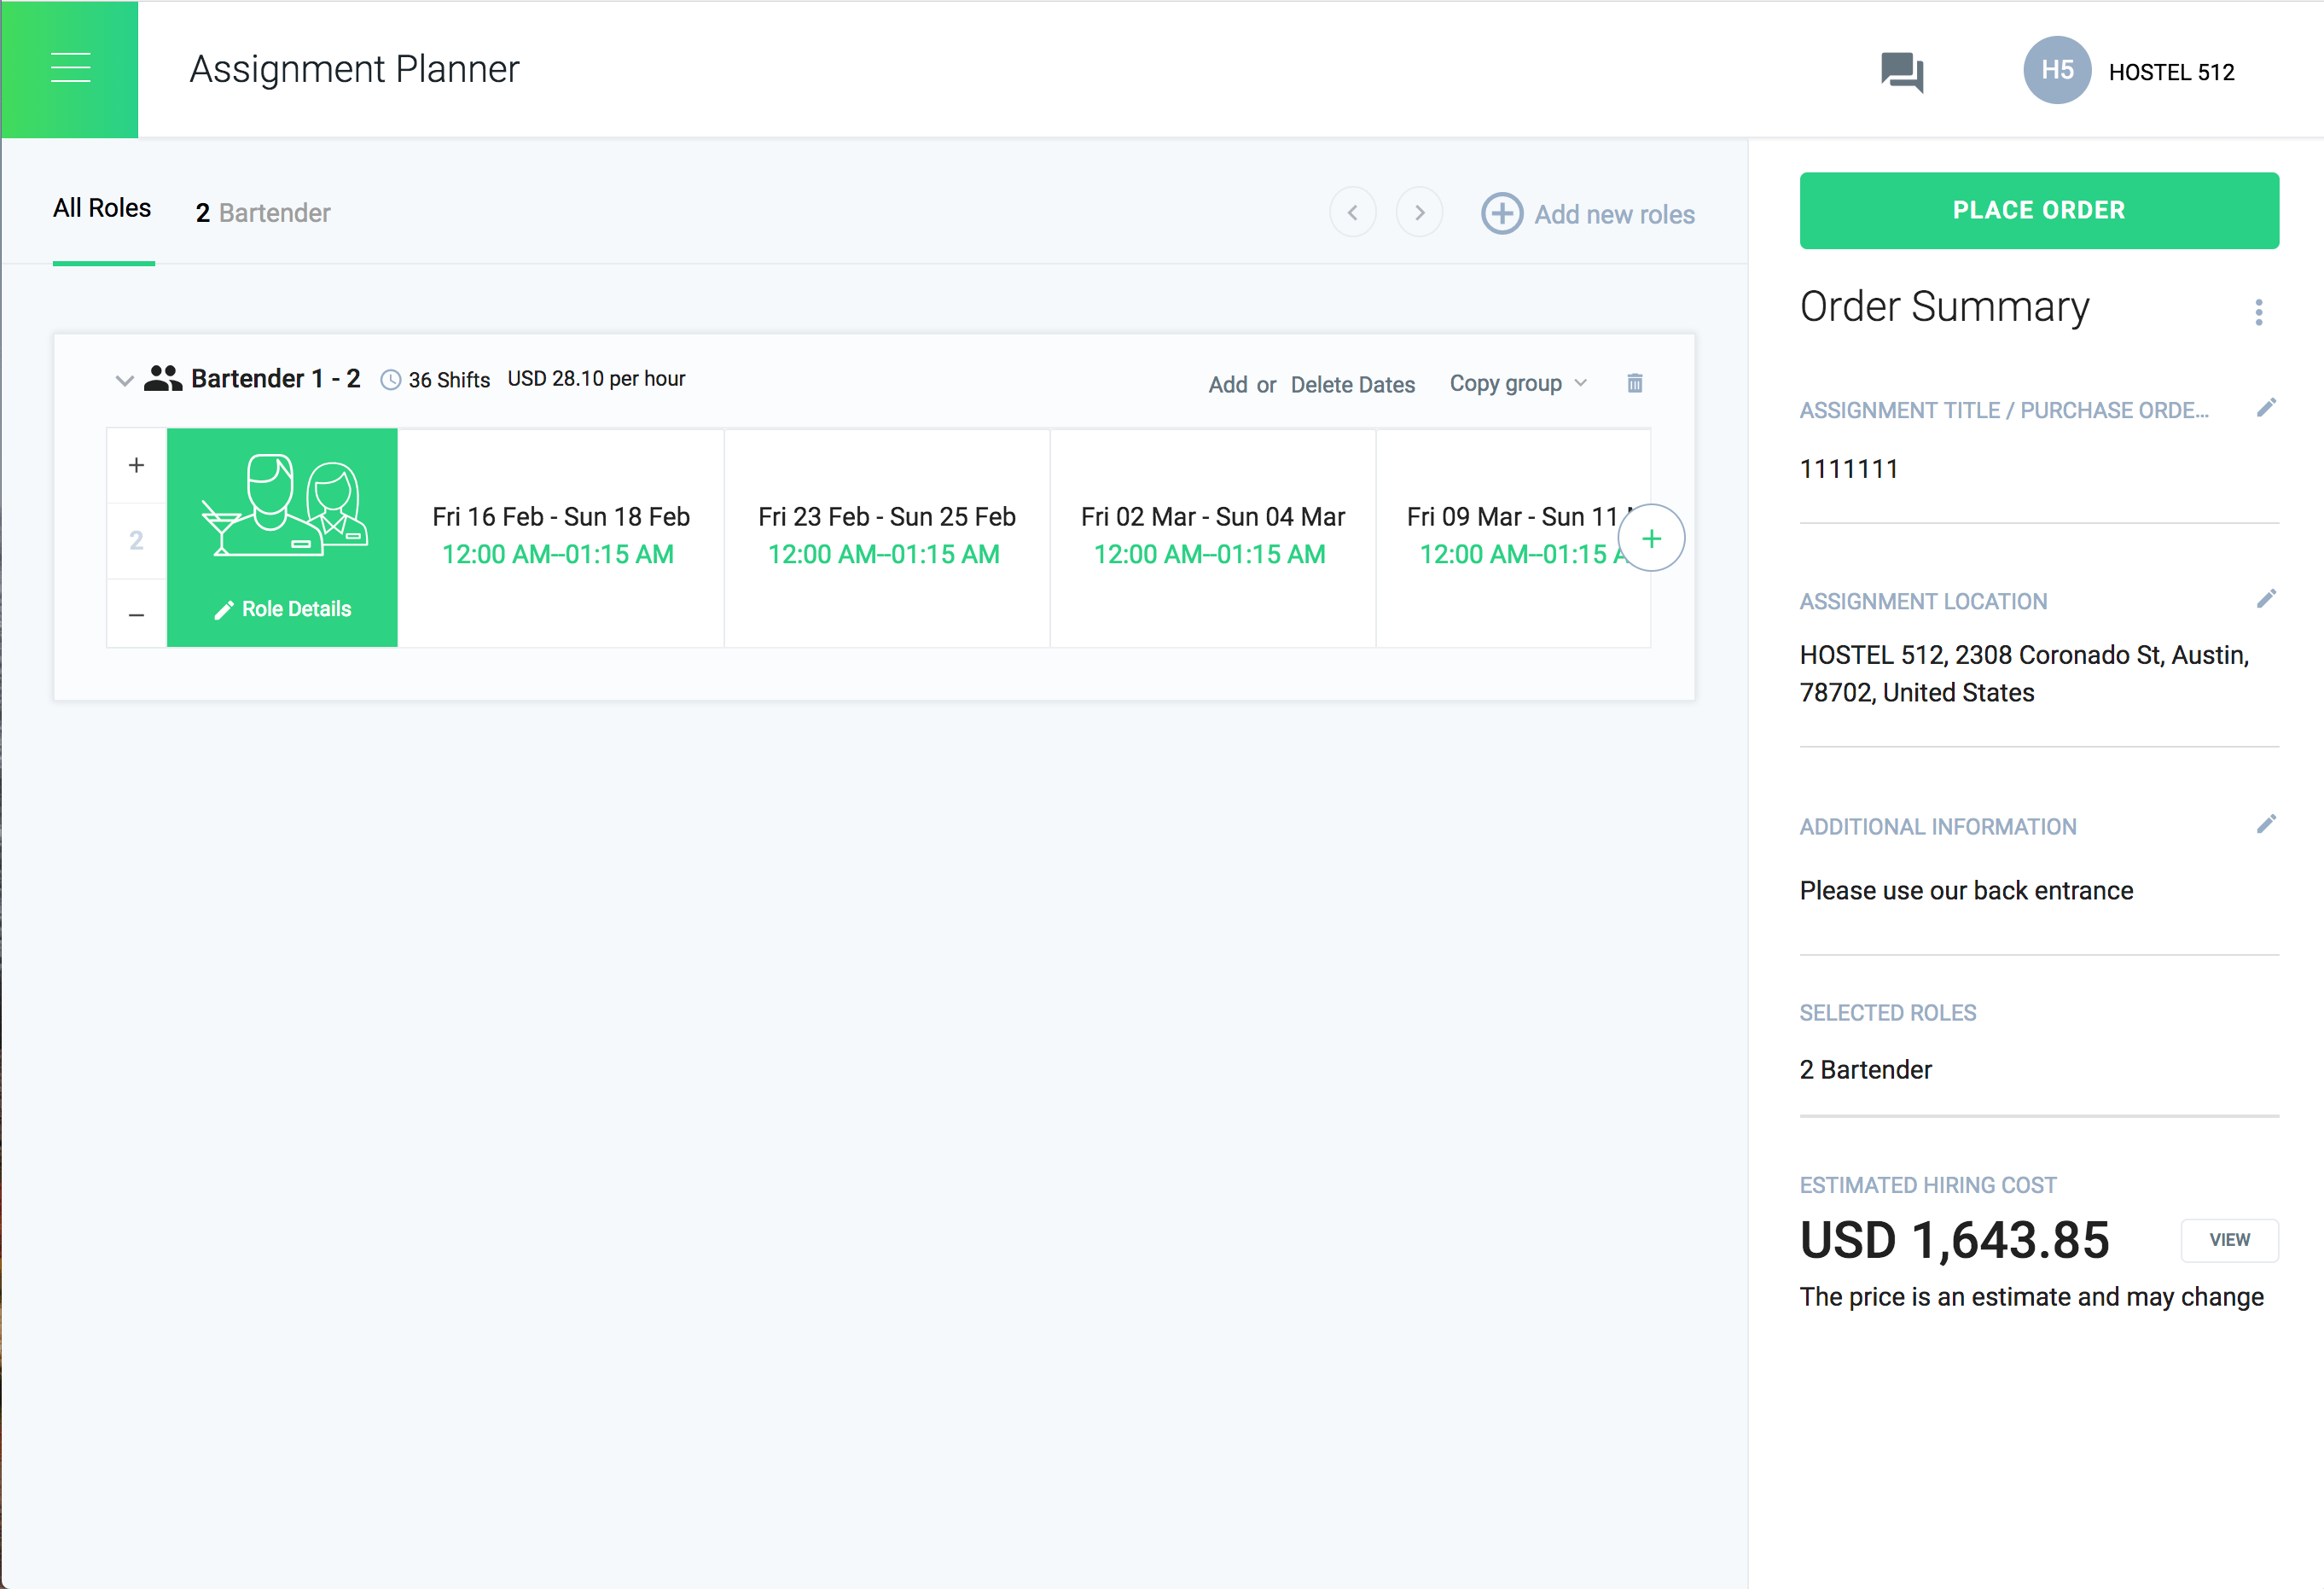 Assignment Planner
H5 HOSTEL 512
All Roles
2 Bartender
Add new roles
Bartender 1 - 2
36 Shifts
USD 28.10 per hour
Add or Delete Dates
Copy group
+
2
–
Role Details
Fri 16 Feb - Sun 18 Feb
12:00 AM–01:15 AM
Fri 23 Feb - Sun 25 Feb
12:00 AM–01:15 AM
Fri 02 Mar - Sun 04 Mar
12:00 AM–01:15 AM
Fri 09 Mar - Sun 11
12:00 AM–01:15
+
PLACE ORDER
Order Summary
ASSIGNMENT TITLE / PURCHASE ORDE...
1111111
ASSIGNMENT LOCATION
HOSTEL 512, 2308 Coronado St, Austin,
78702, United States
ADDITIONAL INFORMATION
Please use our back entrance
SELECTED ROLES
2 Bartender
ESTIMATED HIRING COST
USD 1,643.85
VIEW
The price is an estimate and may change